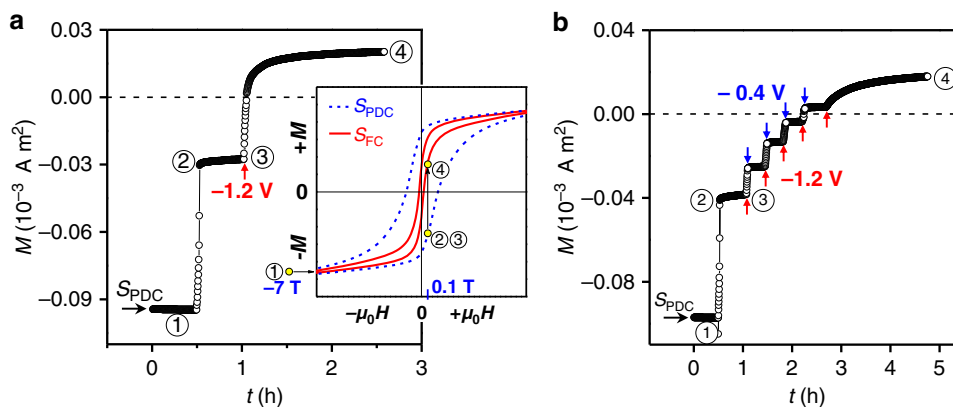 a
0.03
0.00
−0.03
−0.06
−0.09
M (10⁻³ A m²)
0
1
2
3
t (h)
S_PDC
①
②
③
④
−1.2 V
S_PDC
S_FC
+M
0
-M
④
②③
①
−7 T
0.1 T
−μ₀H
0
+μ₀H
b
0.04
0.00
−0.04
−0.08
M (10⁻³ A m²)
0
1
2
3
4
5
t (h)
S_PDC
①
②
③
④
− 0.4 V
−1.2 V